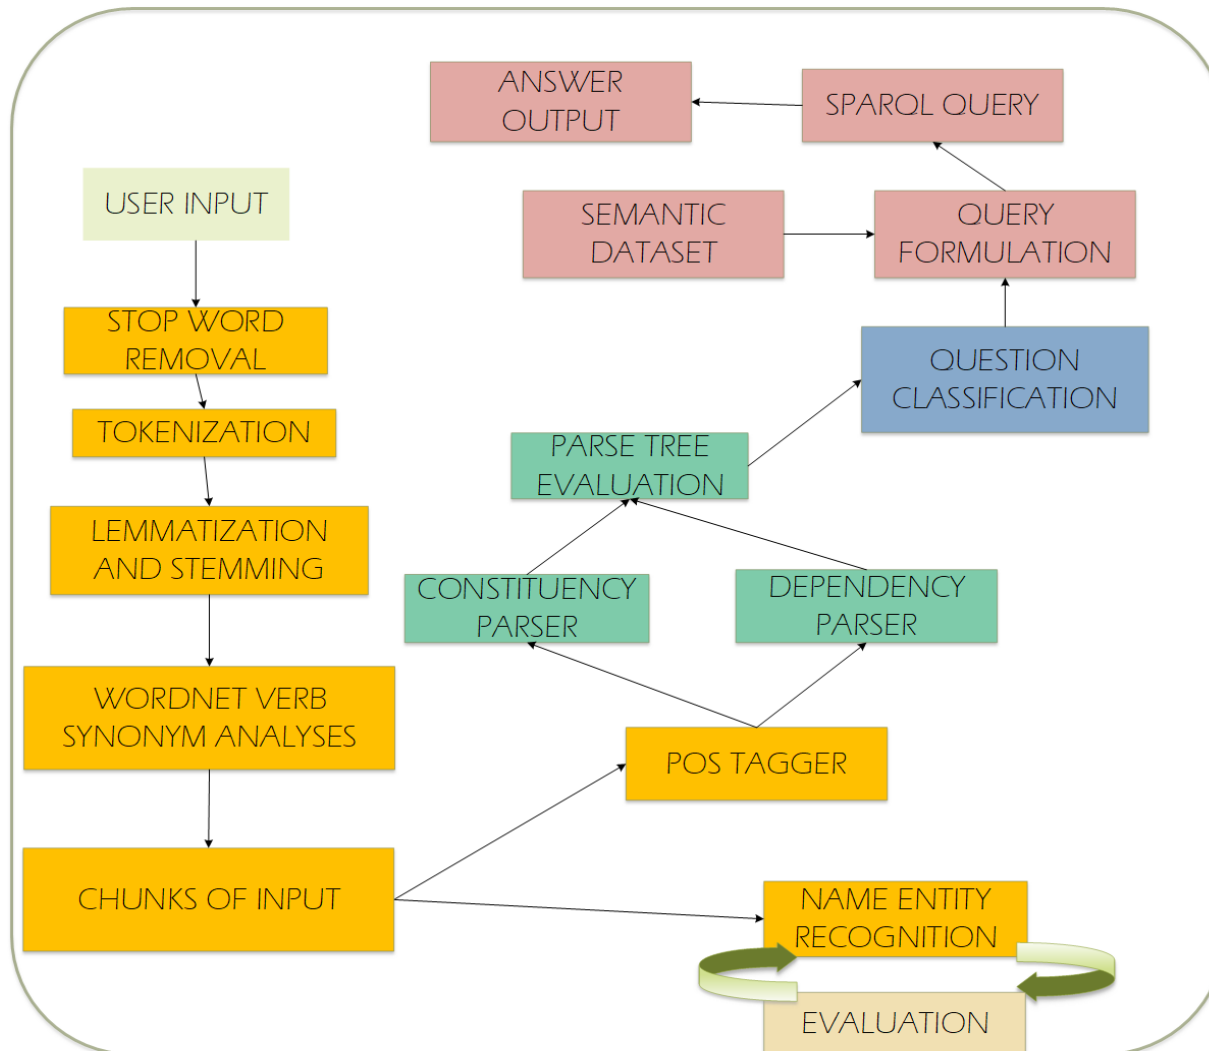 ANSWER
OUTPUT
SPARQL QUERY
USER INPUT
SEMANTIC
DATASET
QUERY
FORMULATION
STOP WORD
REMOVAL
QUESTION
CLASSIFICATION
TOKENIZATION
PARSE TREE
EVALUATION
LEMMATIZATION
AND STEMMING
CONSTITUENCY
PARSER
DEPENDENCY
PARSER
WORDNET VERB
SYNONYM ANALYSES
POS TAGGER
CHUNKS OF INPUT
NAME ENTITY
RECOGNITION
EVALUATION